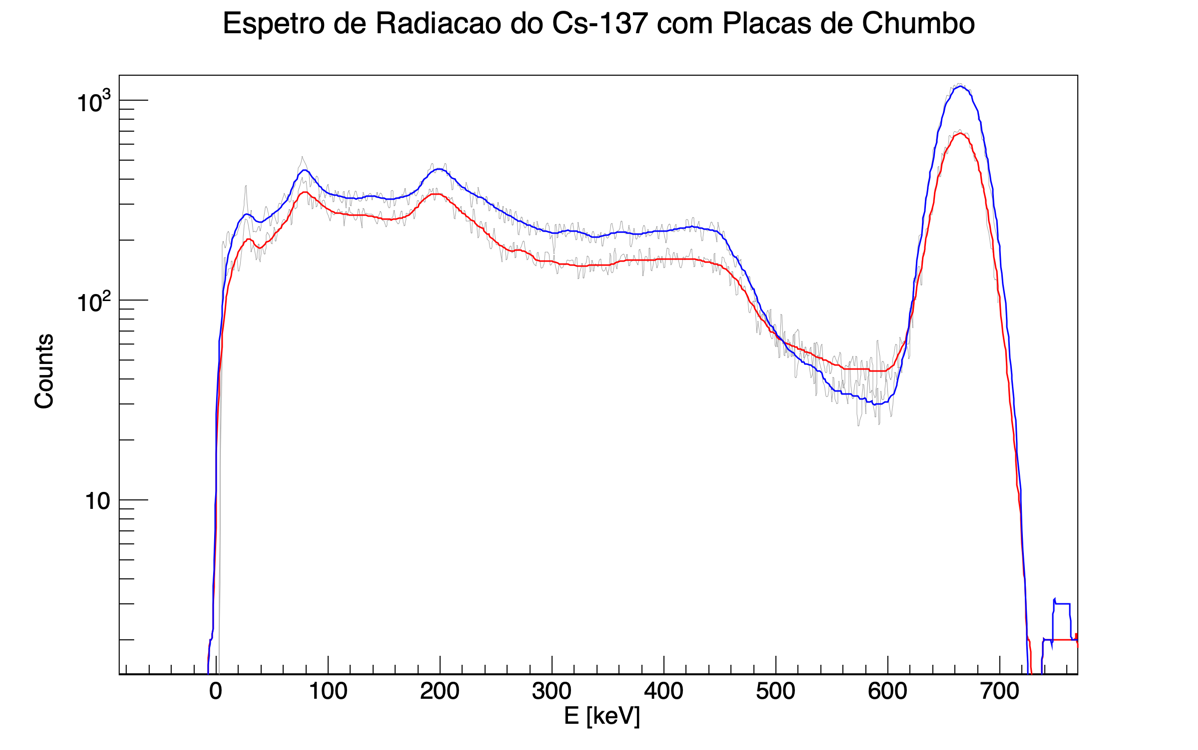 Espetro de Radiacao do Cs-137 com Placas de Chumbo
10³
10²
10
Counts
0 100 200 300 400 500 600 700
E [keV]